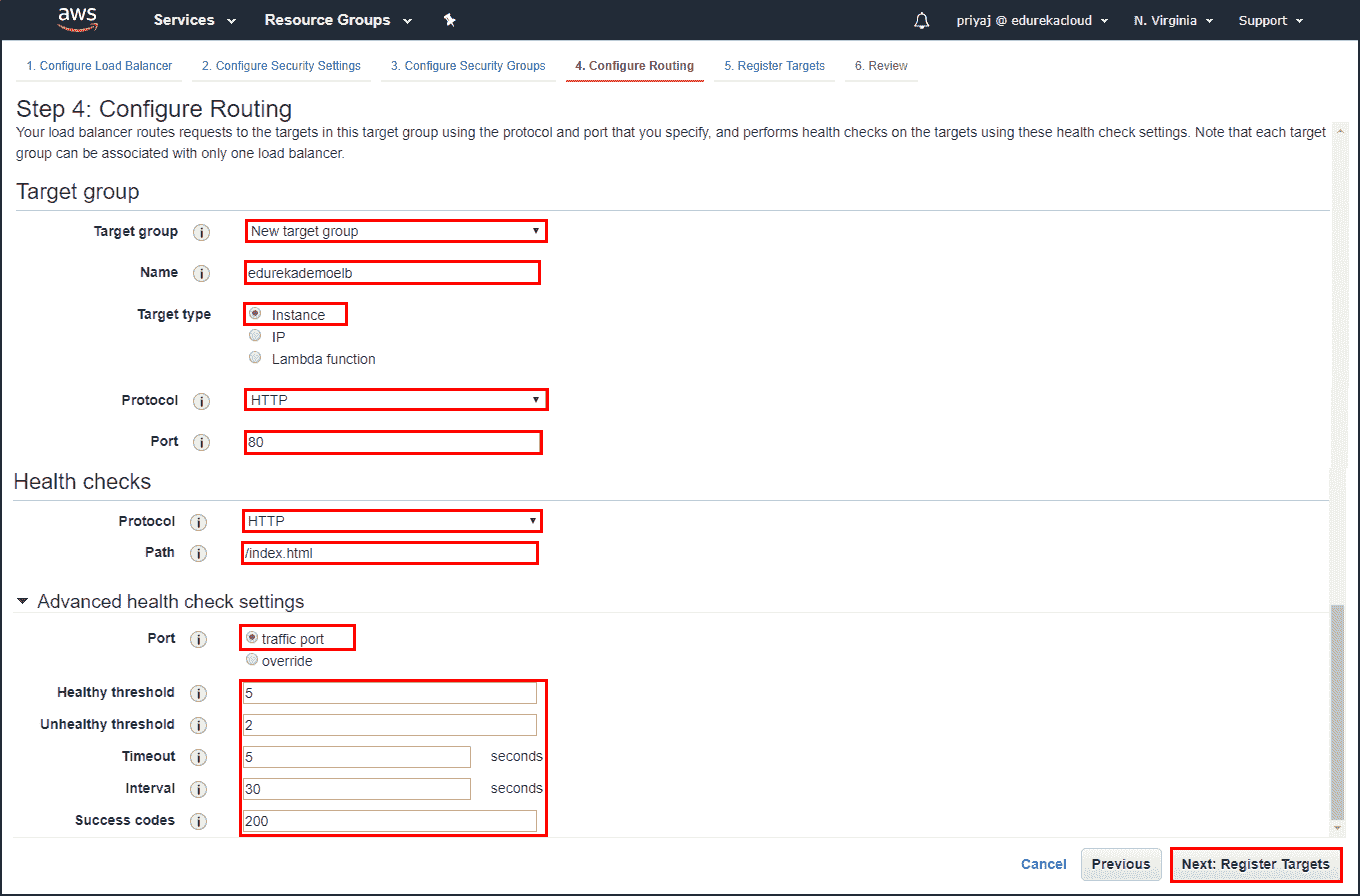 aws Services Resource Groups priyaj @ edurekacloud N. Virginia Support
1. Configure Load Balancer 2. Configure Security Settings 3. Configure Security Groups 4. Configure Routing 5. Register Targets 6. Review
Step 4: Configure Routing
Your load balancer routes requests to the targets in this target group using the protocol and port that you specify, and performs health checks on the targets using these health check settings. Note that each target
group can be associated with only one load balancer.
Target group
Target group i New target group
Name i edurekademoelb
Target type Instance
IP
Lambda function
Protocol i HTTP
Port i 80
Health checks
Protocol i HTTP
Path i /index.html
Advanced health check settings
Port i traffic port
override
Healthy threshold i 5
Unhealthy threshold i 2
Timeout i 5 seconds
Interval i 30 seconds
Success codes i 200
Cancel Previous Next: Register Targets